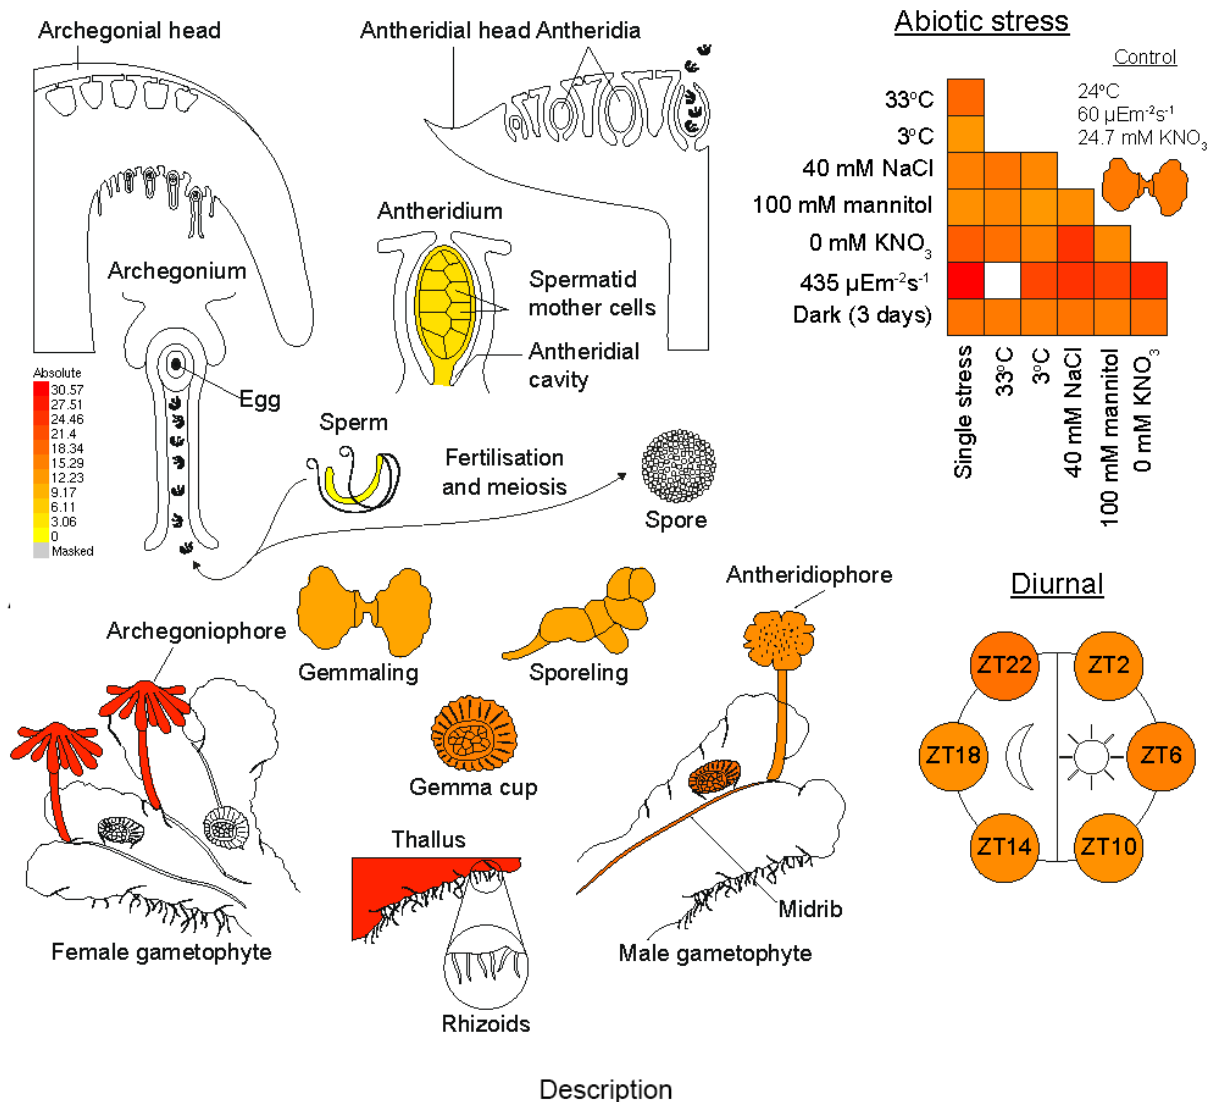 Archegonial head
Antheridial head Antheridia
Abiotic stress
Control
24°C
60 µEm⁻²s⁻¹
24.7 mM KNO₃
33°C
3°C
40 mM NaCl
100 mM mannitol
0 mM KNO₃
435 µEm⁻²s⁻¹
Dark (3 days)
Single stress
33°C
3°C
40 mM NaCl
100 mM mannitol
0 mM KNO₃
Antheridium
Archegonium
Spermatid
mother cells
Antheridial
cavity
Egg
Absolute
30.57
27.51
24.46
21.4
18.34
15.29
12.23
9.17
6.11
3.06
0
Masked
Sperm
Fertilisation
and meiosis
Spore
Archegoniophore
Gemmaling
Sporeling
Antheridiophore
Diurnal
ZT22
ZT2
ZT18
ZT6
ZT14
ZT10
Gemma cup
Thallus
Midrib
Female gametophyte
Male gametophyte
Rhizoids
Description